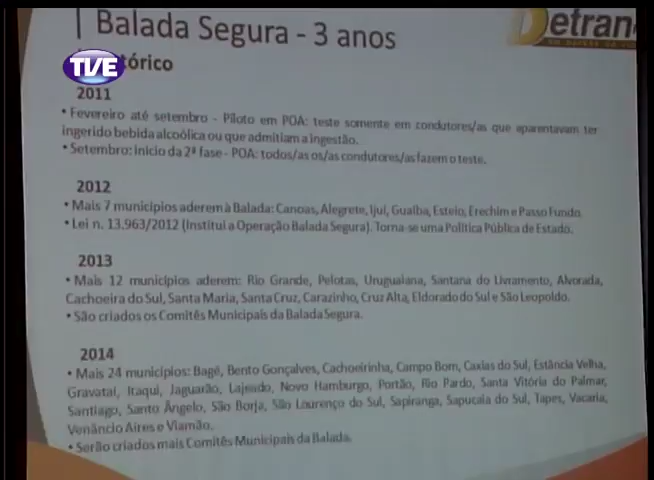 Balada Segura - 3 anos
Detran
TVE
tórico
2011
• Fevereiro até setembro - Piloto em POA: teste somente em condutores/as que aparentavam ter
ingerido bebida alcoólica ou que admitiam a ingestão.
• Setembro: início da 2ª fase - POA: todos/as os/as condutores/as fazem o teste.
2012
• Mais 7 municípios aderem à Balada: Canoas, Alegrete, Ijuí, Guaíba, Esteio, Erechim e Passo Fundo.
• Lei n. 13.963/2012 (Institui a Operação Balada Segura). Torna-se uma Política Pública de Estado.
2013
• Mais 12 municípios aderem: Rio Grande, Pelotas, Uruguaiana, Santana do Livramento, Alvorada,
Cachoeira do Sul, Santa Maria, Santa Cruz, Carazinho, Cruz Alta, Eldorado do Sul e São Leopoldo.
• São criados os Comitês Municipais da Balada Segura.
2014
• Mais 24 municípios: Bagé, Bento Gonçalves, Cachoeirinha, Campo Bom, Caxias do Sul, Estância Velha,
Gravataí, Itaqui, Jaguarão, Lajeado, Novo Hamburgo, Portão, Rio Pardo, Santa Vitória do Palmar,
Santiago, Santo Ângelo, São Borja, São Lourenço do Sul, Sapiranga, Sapucaia do Sul, Tapes, Vacaria,
Venâncio Aires e Viamão.
• Serão criados mais Comitês Municipais da Balada.